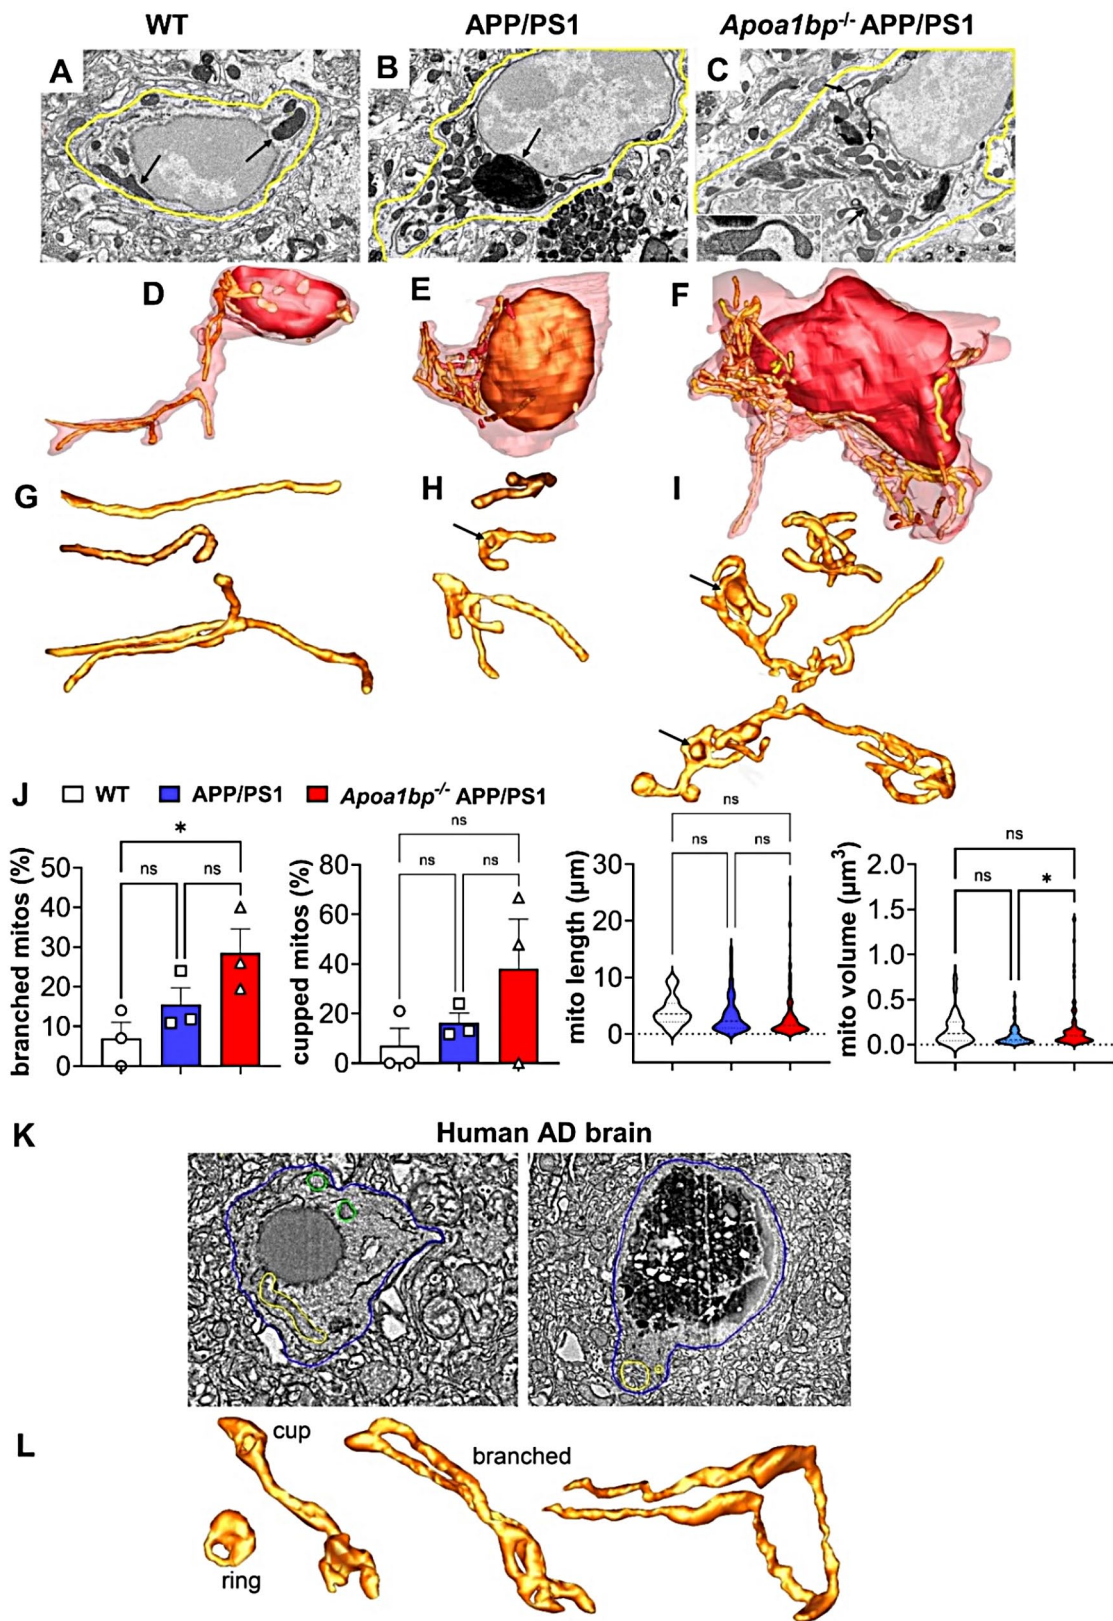 WT APP/PS1 Apoa1bp-/- APP/PS1
A B C
D E F
G H I
J WT APP/PS1 Apoa1bp-/- APP/PS1
branched mitos (%)
50
40
30
20
10
0
*
ns ns
cupped mitos (%)
80
60
40
20
0
ns
ns ns
mito length (µm)
30
20
10
0
ns
ns ns
mito volume (µm³)
2.0
1.5
1.0
0.5
0.0
ns
ns *
K Human AD brain
L cup branched
ring